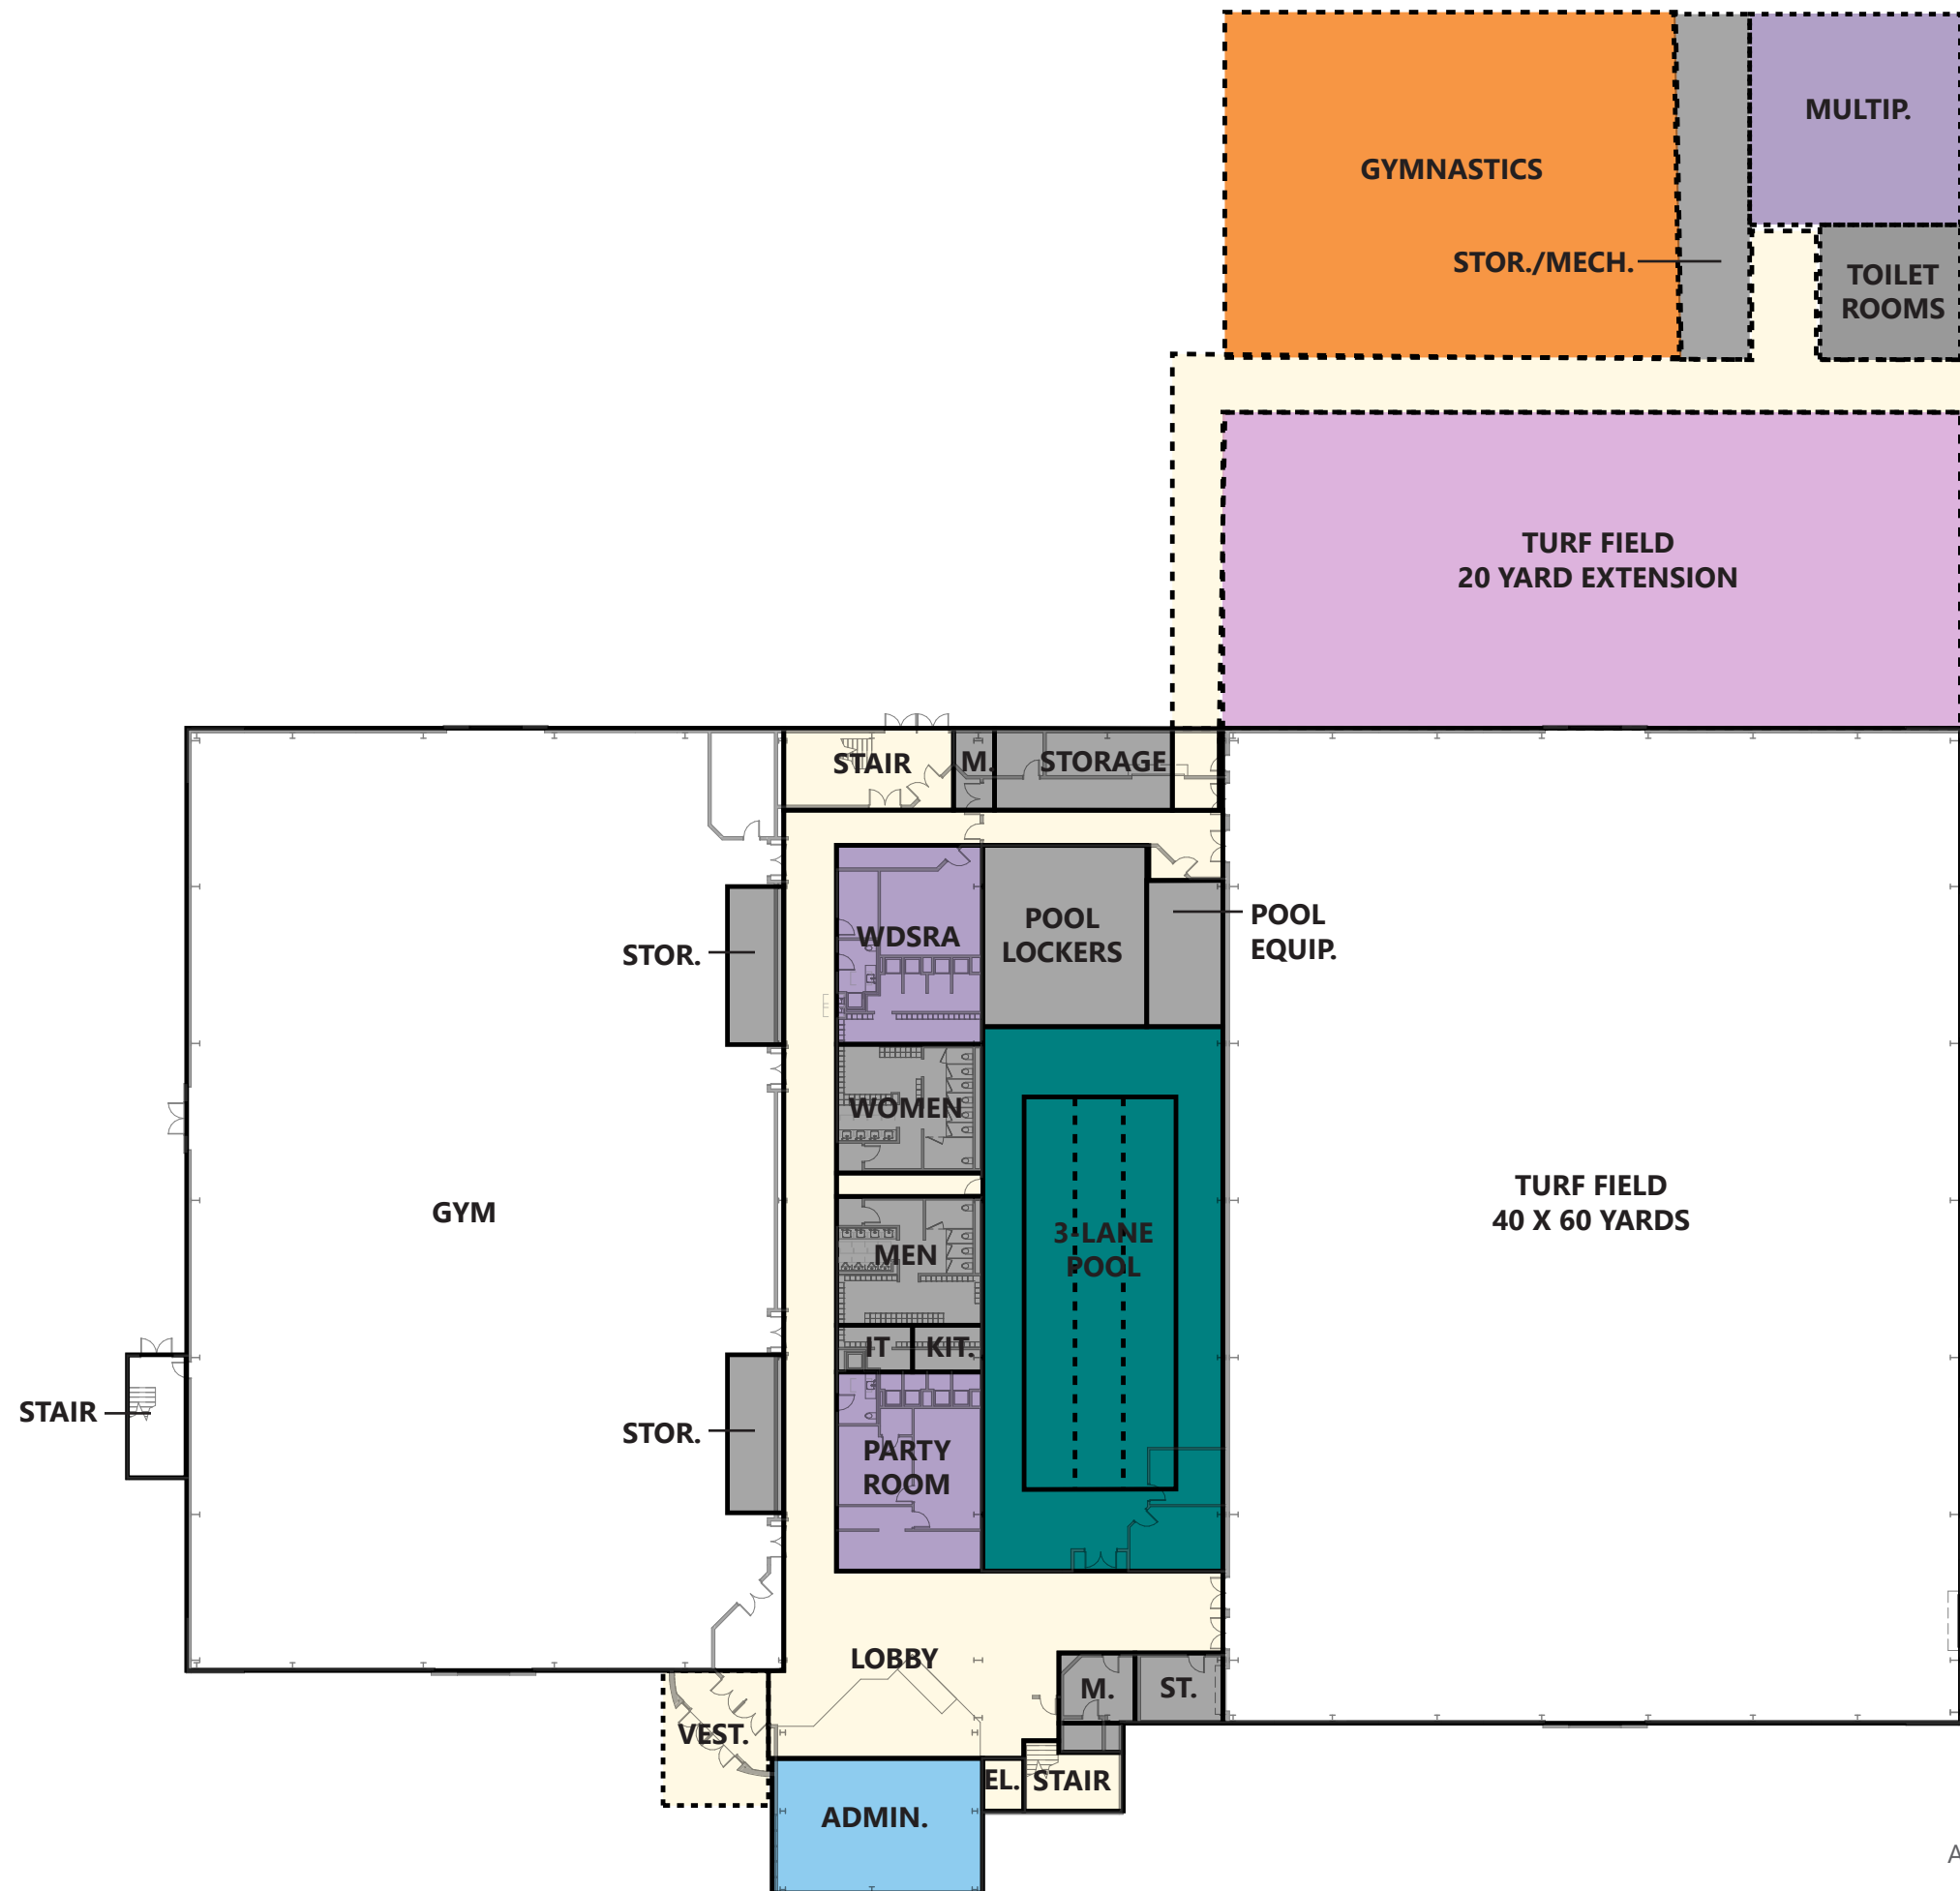 MULTIP.
GYMNASTICS
STOR./MECH.
TOILET
ROOMS
TURF FIELD
20 YARD EXTENSION
STAIR
M.
STORAGE
WDSRA
POOL
LOCKERS
POOL
EQUIP.
STOR.
WOMEN
GYM
TURF FIELD
40 X 60 YARDS
3-LANE
POOL
MEN
IT
KIT.
STAIR
STOR.
PARTY
ROOM
LOBBY
M.
ST.
VEST.
EL.
STAIR
ADMIN.
A